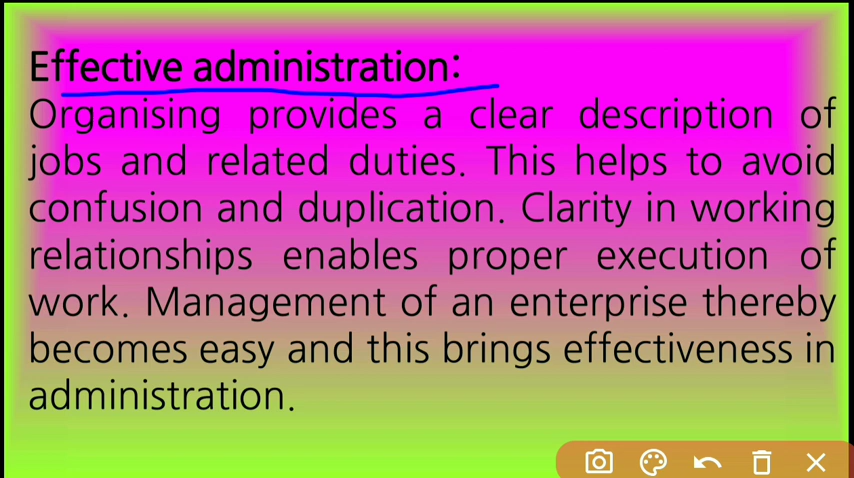 Effective administration:
Organising provides a clear description of
jobs and related duties. This helps to avoid
confusion and duplication. Clarity in working
relationships enables proper execution of
work. Management of an enterprise thereby
becomes easy and this brings effectiveness in
administration.